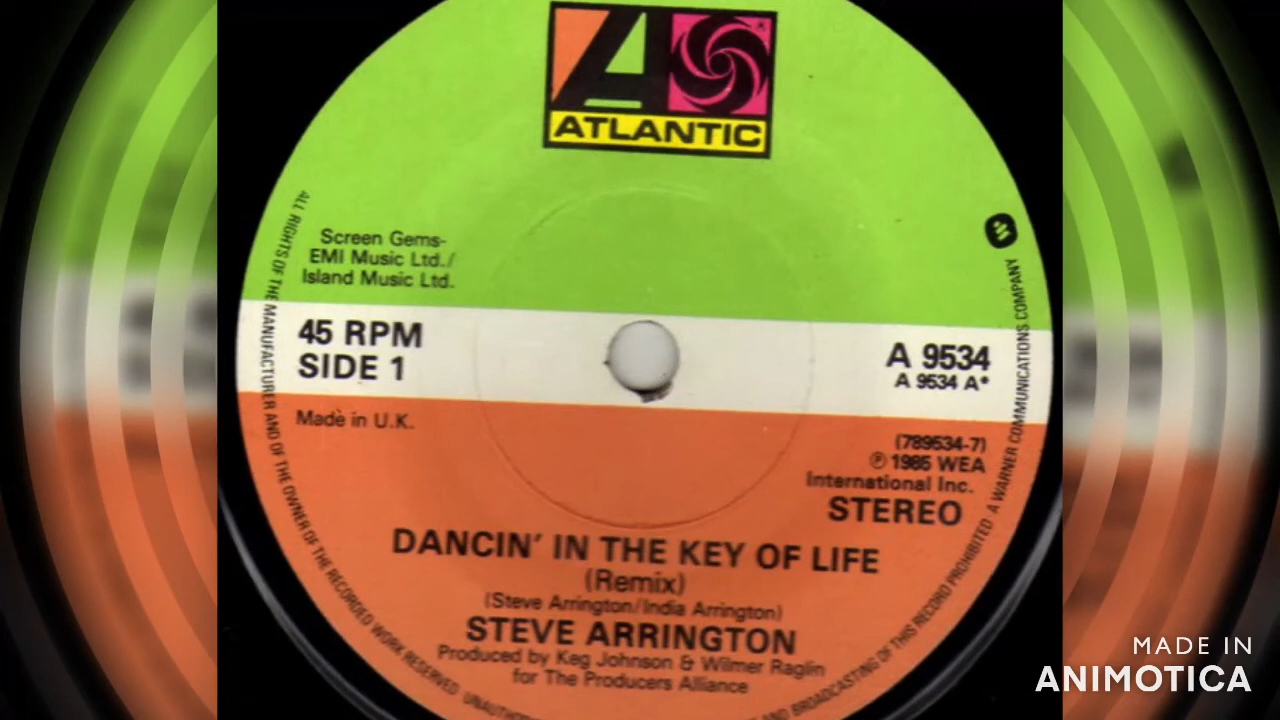 ATLANTIC
Screen Gems-
EMI Music Ltd./
Island Music Ltd.
45 RPM
SIDE 1
A 9534
A 9534 A*
Made in U.K.
(789534-7)
℗ 1985 WEA
International Inc.
STEREO
DANCIN' IN THE KEY OF LIFE
(Remix)
(Steve Arrington/India Arrington)
STEVE ARRINGTON
Produced by Keg Johnson & Wilmer Raglin
for The Producers Alliance
ALL RIGHTS OF THE MANUFACTURER AND OF THE OWNER OF THE RECORDED WORK RESERVED
AND BROADCASTING OF THIS RECORD PROHIBITED A WARNER COMMUNICATIONS COMPANY
MADE IN
ANIMOTICA